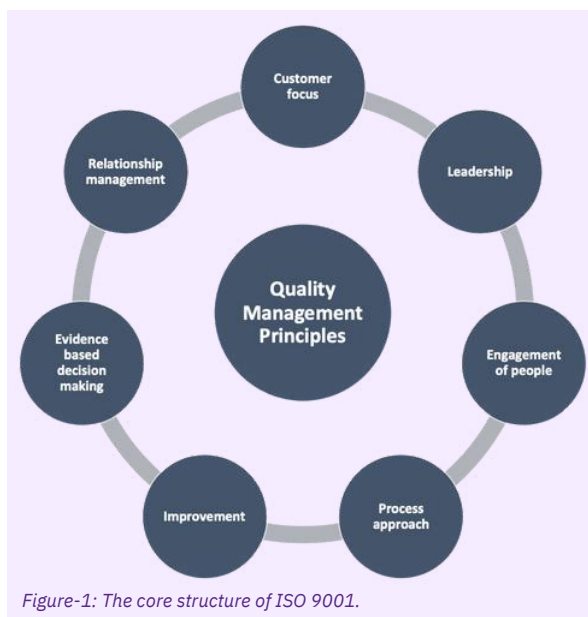 Customer
focus
Leadership
Engagement
of people
Process
approach
Improvement
Evidence
based
decision
making
Relationship
management
Quality
Management
Principles
Figure-1: The core structure of ISO 9001.